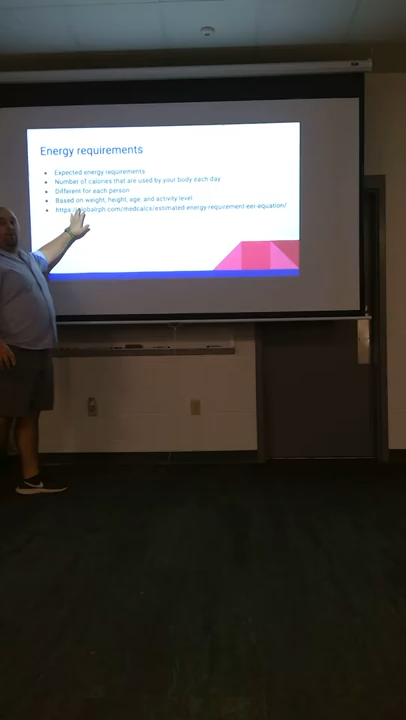 Energy requirements
Expected energy requirements
Number of calories that are used by your body each day
Different for each person
Based on weight, height, age, and activity level
https://globalrph.com/medcalcs/estimated-energy-requirement-eer-equation/